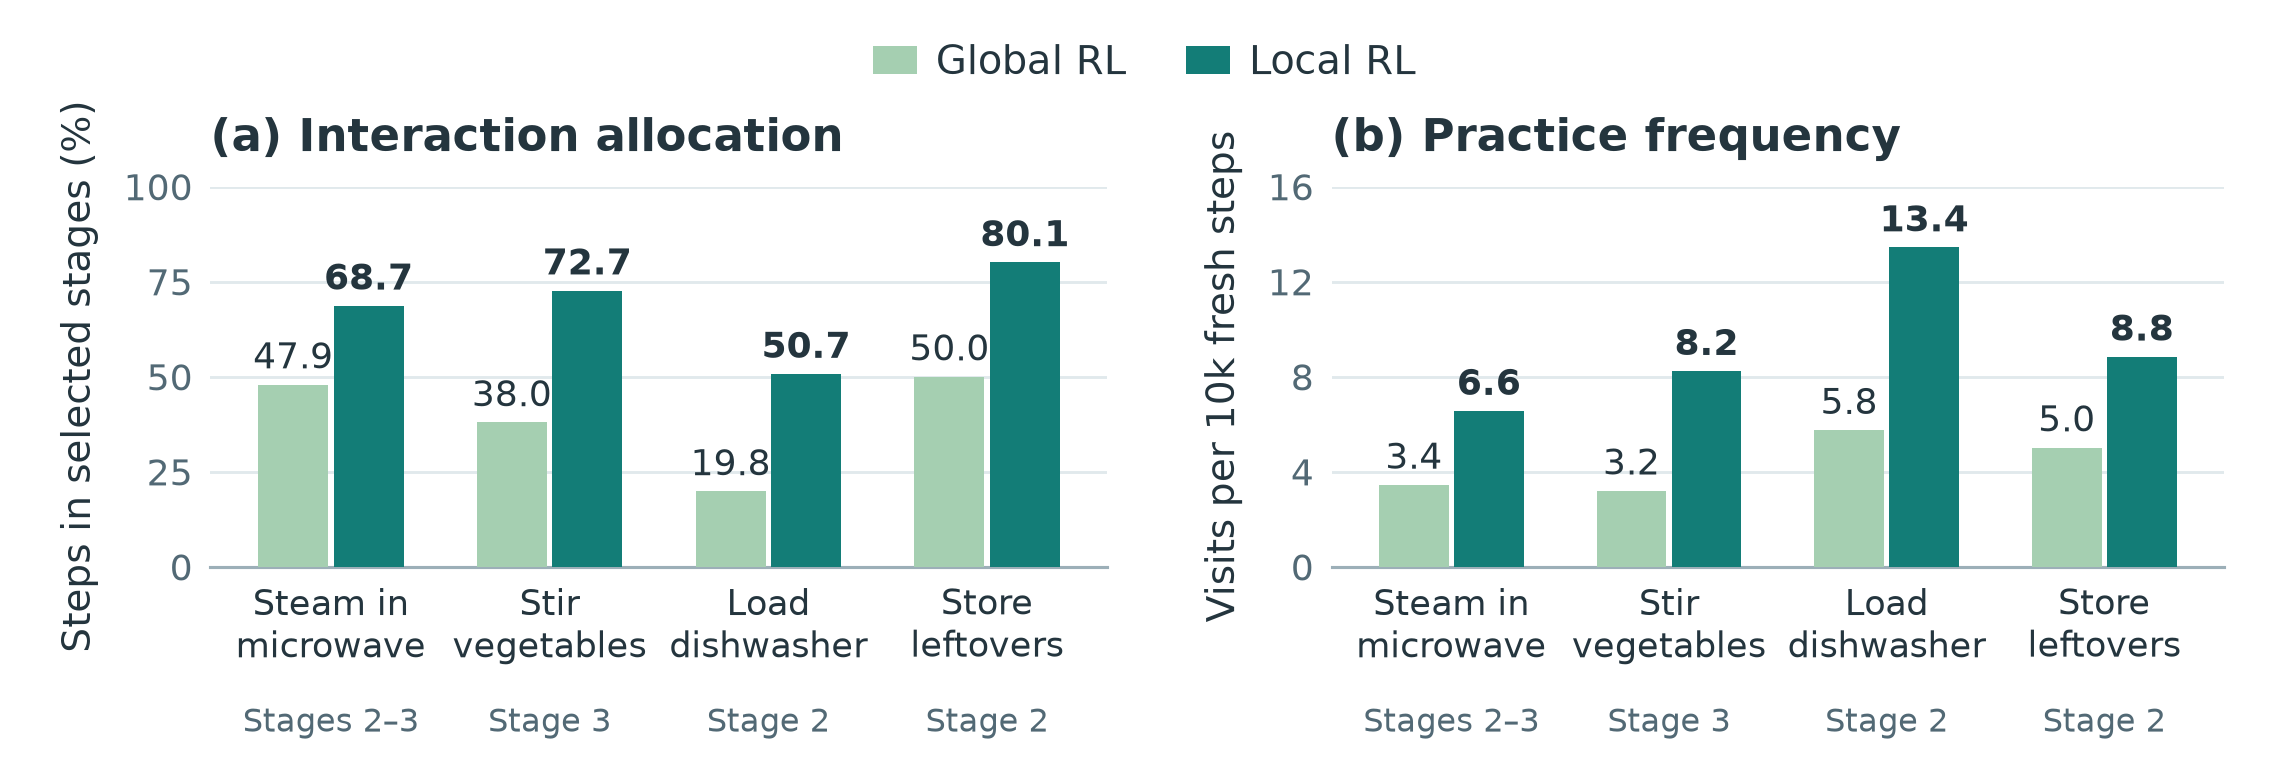 Global RL
Local RL
(a) Interaction allocation
Steps in selected stages (%)
100
75
50
25
0
47.9
68.7
38.0
72.7
19.8
50.7
50.0
80.1
Steam in
microwave
Stir
vegetables
Load
dishwasher
Store
leftovers
Stages 2–3
Stage 3
Stage 2
Stage 2
(b) Practice frequency
Visits per 10k fresh steps
16
12
8
4
0
3.4
6.6
3.2
8.2
5.8
13.4
5.0
8.8
Steam in
microwave
Stir
vegetables
Load
dishwasher
Store
leftovers
Stages 2–3
Stage 3
Stage 2
Stage 2